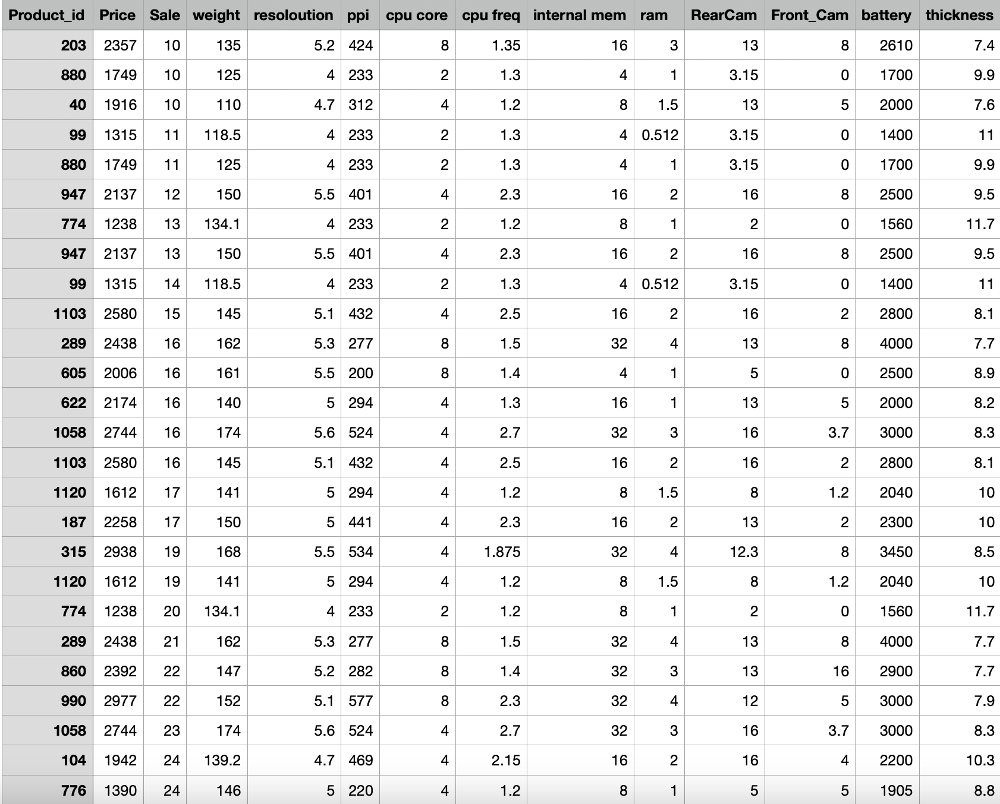 Product_id Price Sale weight resoloution ppi cpu core cpu freq internal mem ram RearCam Front_Cam battery thickness
203 2357 10 135 5.2 424 8 1.35 16 3 13 8 2610 7.4
880 1749 10 125 4 233 2 1.3 4 1 3.15 0 1700 9.9
40 1916 10 110 4.7 312 4 1.2 8 1.5 13 5 2000 7.6
99 1315 11 118.5 4 233 2 1.3 4 0.512 3.15 0 1400 11
880 1749 11 125 4 233 2 1.3 4 1 3.15 0 1700 9.9
947 2137 12 150 5.5 401 4 2.3 16 2 16 8 2500 9.5
774 1238 13 134.1 4 233 2 1.2 8 1 2 0 1560 11.7
947 2137 13 150 5.5 401 4 2.3 16 2 16 8 2500 9.5
99 1315 14 118.5 4 233 2 1.3 4 0.512 3.15 0 1400 11
1103 2580 15 145 5.1 432 4 2.5 16 2 16 2 2800 8.1
289 2438 16 162 5.3 277 8 1.5 32 4 13 8 4000 7.7
605 2006 16 161 5.5 200 8 1.4 4 1 5 0 2500 8.9
622 2174 16 140 5 294 4 1.3 16 1 13 5 2000 8.2
1058 2744 16 174 5.6 524 4 2.7 32 3 16 3.7 3000 8.3
1103 2580 16 145 5.1 432 4 2.5 16 2 16 2 2800 8.1
1120 1612 17 141 5 294 4 1.2 8 1.5 8 1.2 2040 10
187 2258 17 150 5 441 4 2.3 16 2 13 2 2300 10
315 2938 19 168 5.5 534 4 1.875 32 4 12.3 8 3450 8.5
1120 1612 19 141 5 294 4 1.2 8 1.5 8 1.2 2040 10
774 1238 20 134.1 4 233 2 1.2 8 1 2 0 1560 11.7
289 2438 21 162 5.3 277 8 1.5 32 4 13 8 4000 7.7
860 2392 22 147 5.2 282 8 1.4 32 3 13 16 2900 7.7
990 2977 22 152 5.1 577 8 2.3 32 4 12 5 3000 7.9
1058 2744 23 174 5.6 524 4 2.7 32 3 16 3.7 3000 8.3
104 1942 24 139.2 4.7 469 4 2.15 16 2 16 4 2200 10.3
776 1390 24 146 5 220 4 1.2 8 1 5 5 1905 8.8